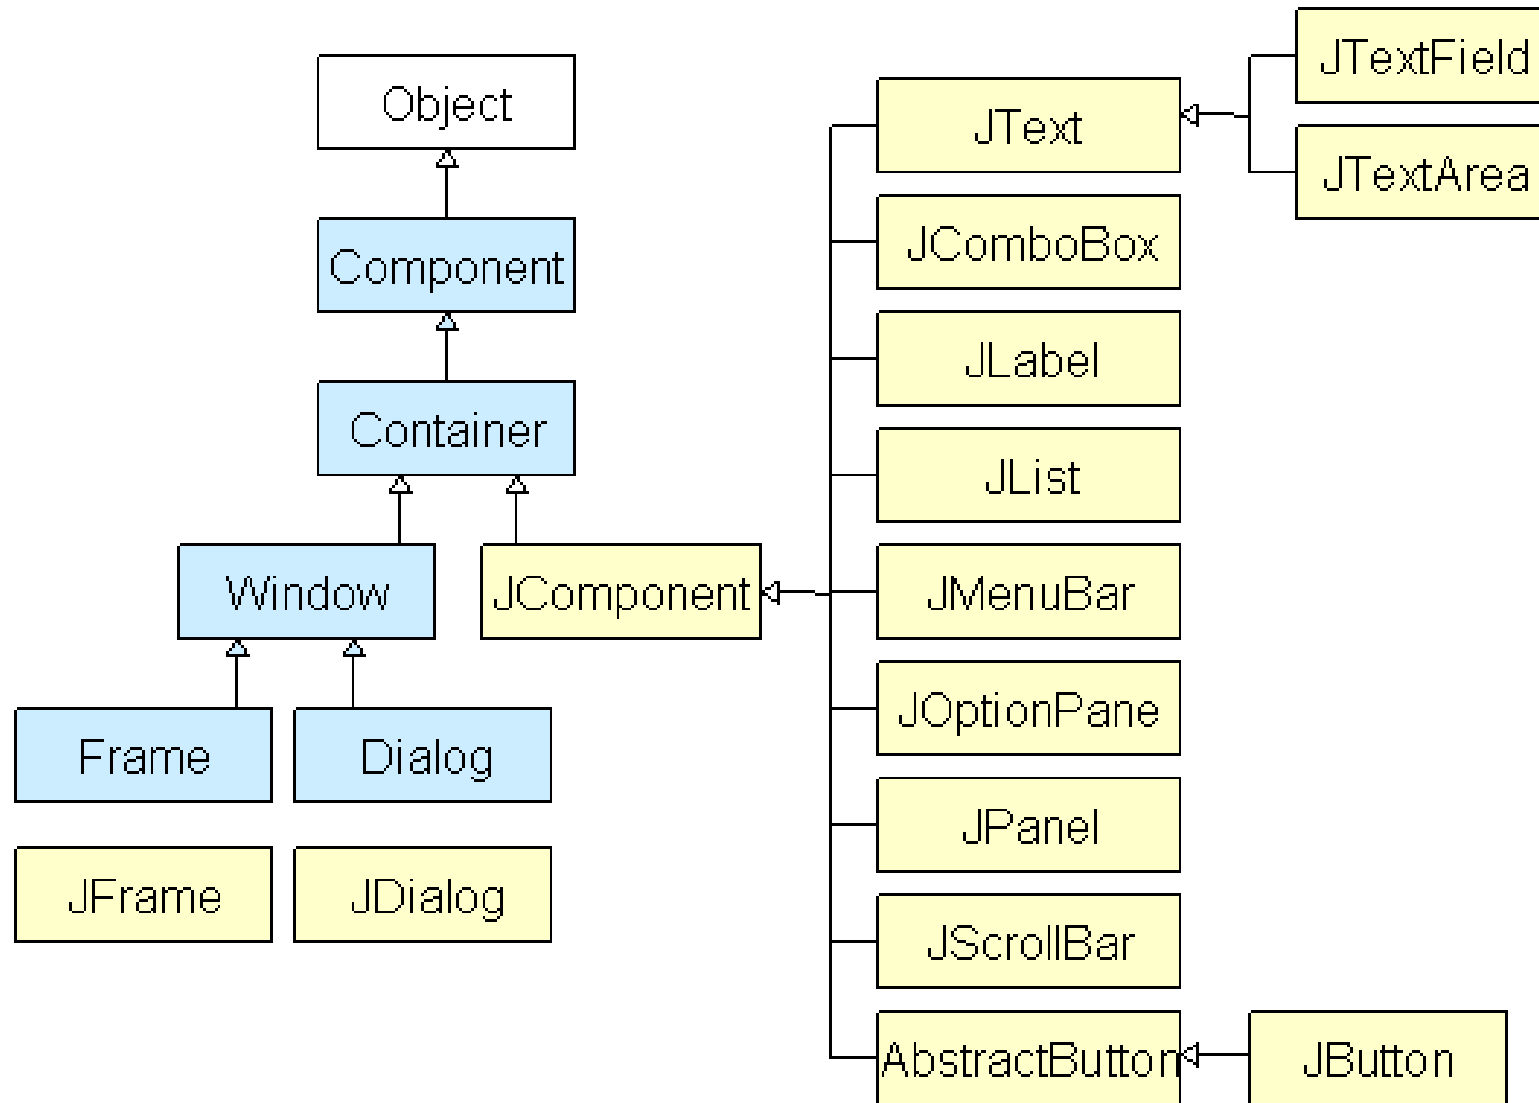 Object
Component
Container
Window
JComponent
Frame
Dialog
JFrame
JDialog
JText
JComboBox
JLabel
JList
JMenuBar
JOptionPane
JPanel
JScrollBar
AbstractButton
JTextField
JTextArea
JButton